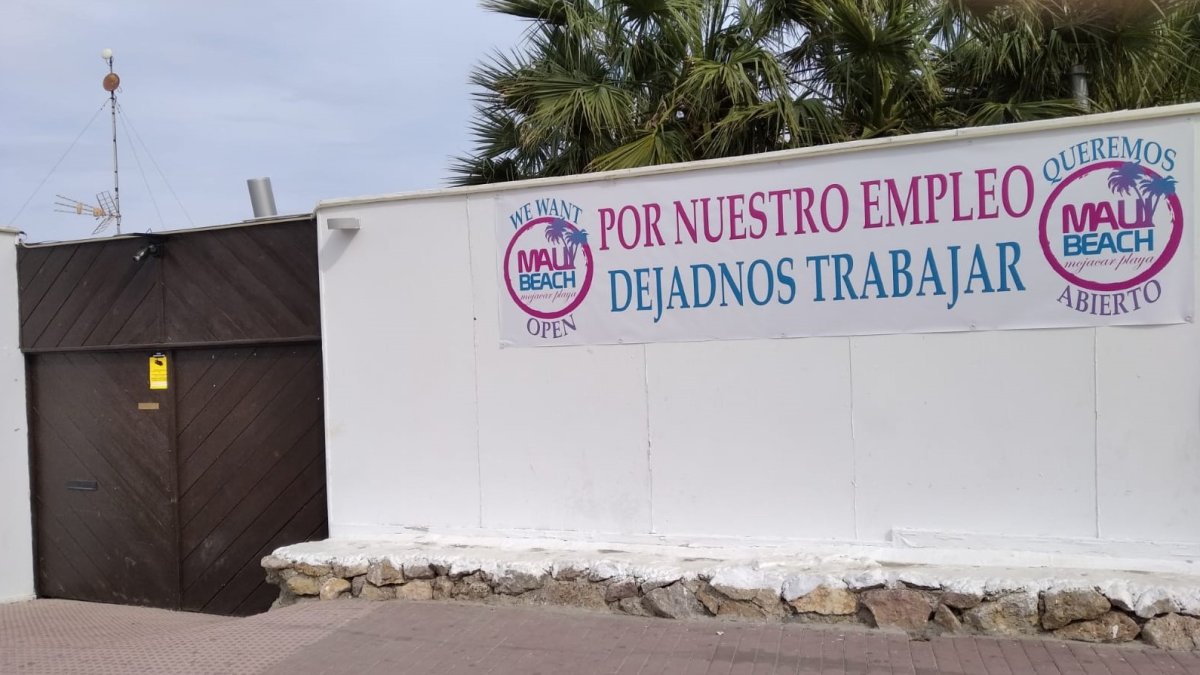 WE WANT
MAUI
BEACH
mojacar playa
OPEN
POR NUESTRO EMPLEO
DEJADNOS TRABAJAR
QUEREMOS
MAUI
BEACH
mojacar playa
ABIERTO